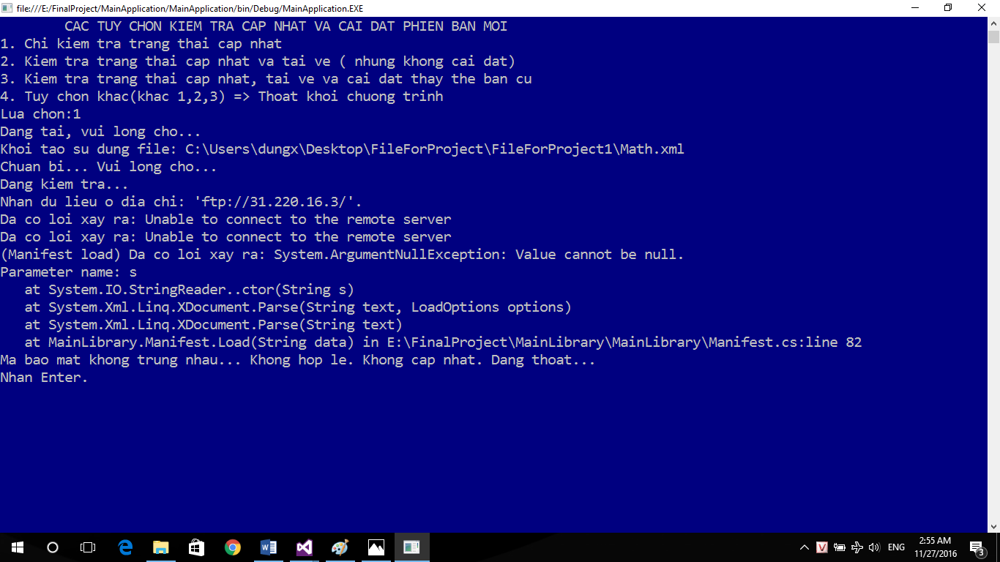 file:///E:/FinalProject/MainApplication/MainApplication/bin/Debug/MainApplication.EXE
CAC TUY CHON KIEM TRA CAP NHAT VA CAI DAT PHIEN BAN MOI
1. Chi kiem tra trang thai cap nhat
2. Kiem tra trang thai cap nhat va tai ve ( nhung khong cai dat)
3. Kiem tra trang thai cap nhat, tai ve va cai dat thay the ban cu
4. Tuy chon khac(khac 1,2,3) => Thoat khoi chuong trinh
Lua chon:1
Dang tai, vui long cho...
Khoi tao su dung file: C:\Users\dungx\Desktop\FileForProject\FileForProject1\Math.xml
Chuan bi... Vui long cho...
Dang kiem tra...
Nhan du lieu o dia chi: 'ftp://31.220.16.3/'.
Da co loi xay ra: Unable to connect to the remote server
Da co loi xay ra: Unable to connect to the remote server
(Manifest load) Da co loi xay ra: System.ArgumentNullException: Value cannot be null.
Parameter name: s
at System.IO.StringReader..ctor(String s)
at System.Xml.Linq.XDocument.Parse(String text, LoadOptions options)
at System.Xml.Linq.XDocument.Parse(String text)
at MainLibrary.Manifest.Load(String data) in E:\FinalProject\MainLibrary\MainLibrary\Manifest.cs:line 82
Ma bao mat khong trung nhau... Khong hop le. Khong cap nhat. Dang thoat...
Nhan Enter.
ENG
2:55 AM
11/27/2016
3